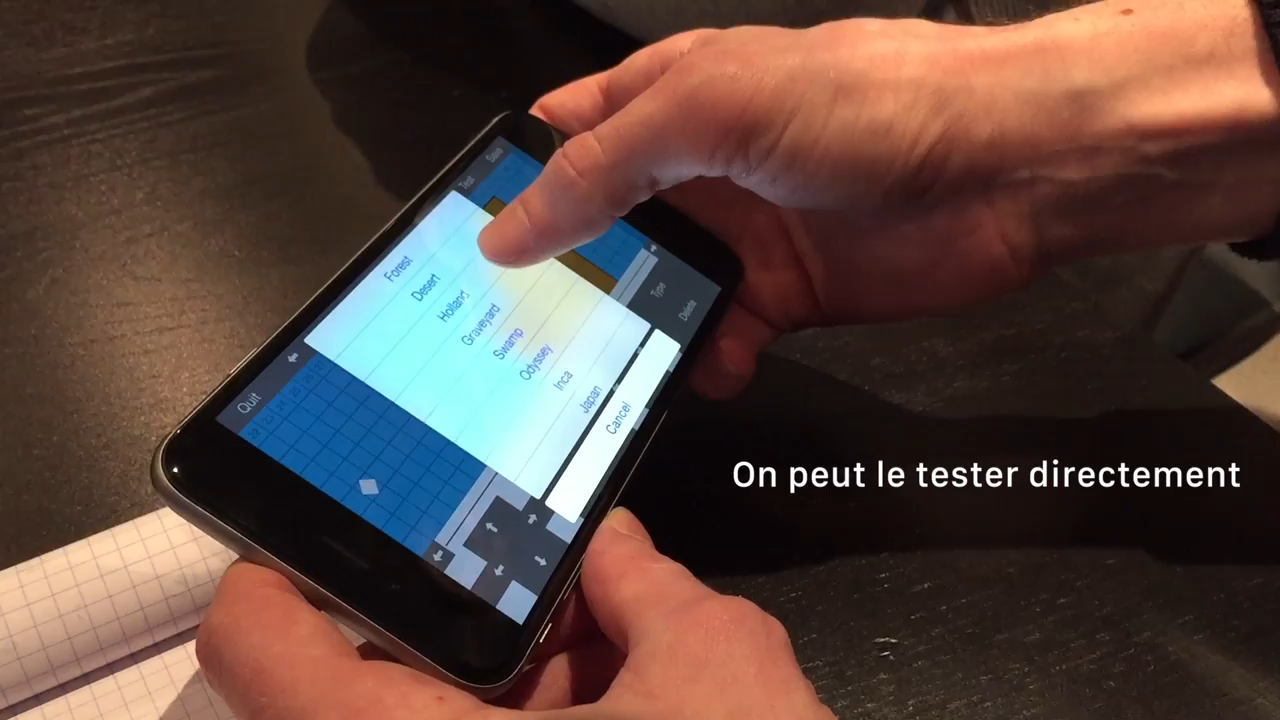 Save
Test
Forest
Desert
Holland
Graveyard
Swamp
Odyssey
Inca
Japan
Cancel
Type
Delete
Quit
On peut le tester directement